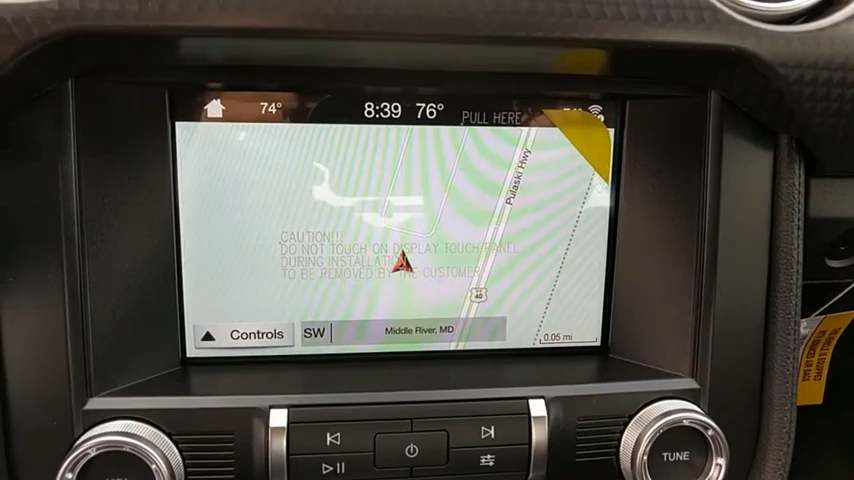 74° 8:39 76° PULL HERE
Pulaski Hwy
CAUTION!!!
DO NOT TOUCH ON DISPLAY TOUCH PANEL
DURING INSTALLATION
TO BE REMOVED BY THE CUSTOMER
40
Controls SW Middle River, MD 0.05 mi
TUNE